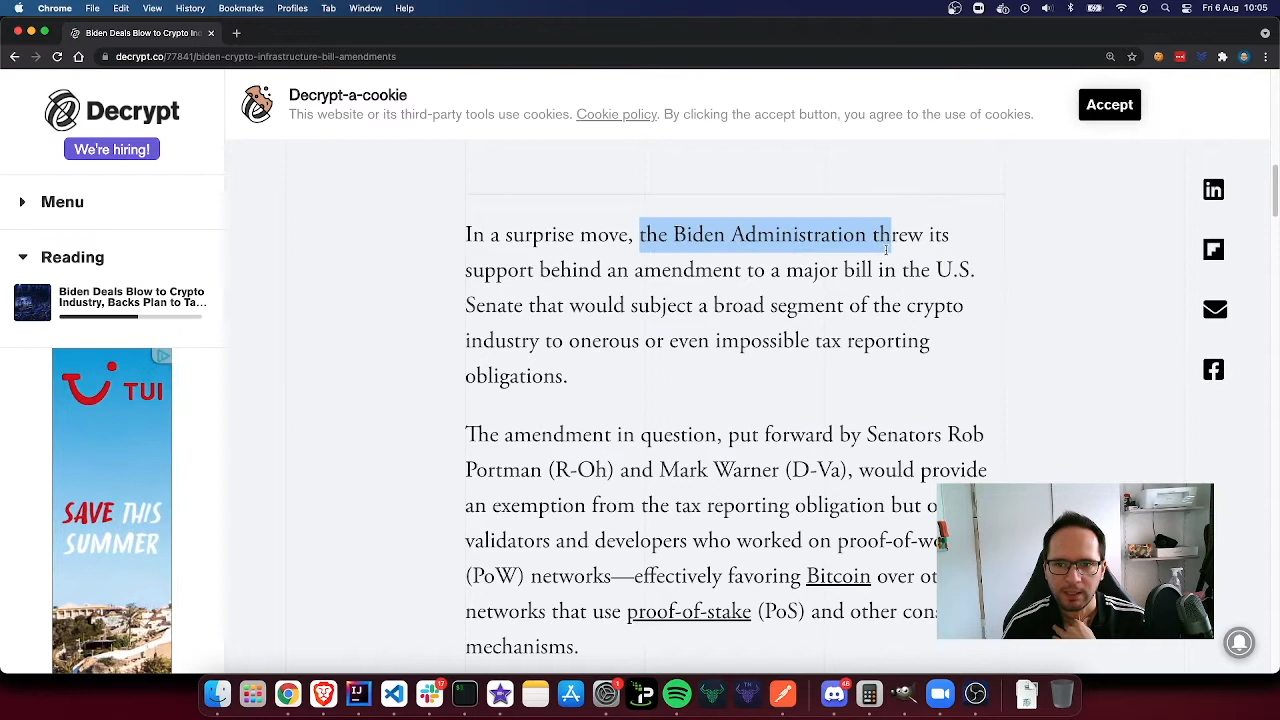 Chrome File Edit View History Bookmarks Profiles Tab Window Help Fri 6 Aug 10:05
Biden Deals Blow to Crypto Ind
decrypt.co/77841/biden-crypto-infrastructure-bill-amendments
Decrypt
We're hiring!
Menu
Reading
Biden Deals Blow to Crypto
Industry, Backs Plan to Ta...
TUI
SAVE THIS
SUMMER
Decrypt-a-cookie
This website or its third-party tools use cookies. Cookie policy. By clicking the accept button, you agree to the use of cookies.
Accept
In a surprise move, the Biden Administration threw its
support behind an amendment to a major bill in the U.S.
Senate that would subject a broad segment of the crypto
industry to onerous or even impossible tax reporting
obligations.
The amendment in question, put forward by Senators Rob
Portman (R-Oh) and Mark Warner (D-Va), would provide
an exemption from the tax reporting obligation but o
validators and developers who worked on proof-of-wo
(PoW) networks—effectively favoring Bitcoin over ot
networks that use proof-of-stake (PoS) and other cons
mechanisms.
17
1
46